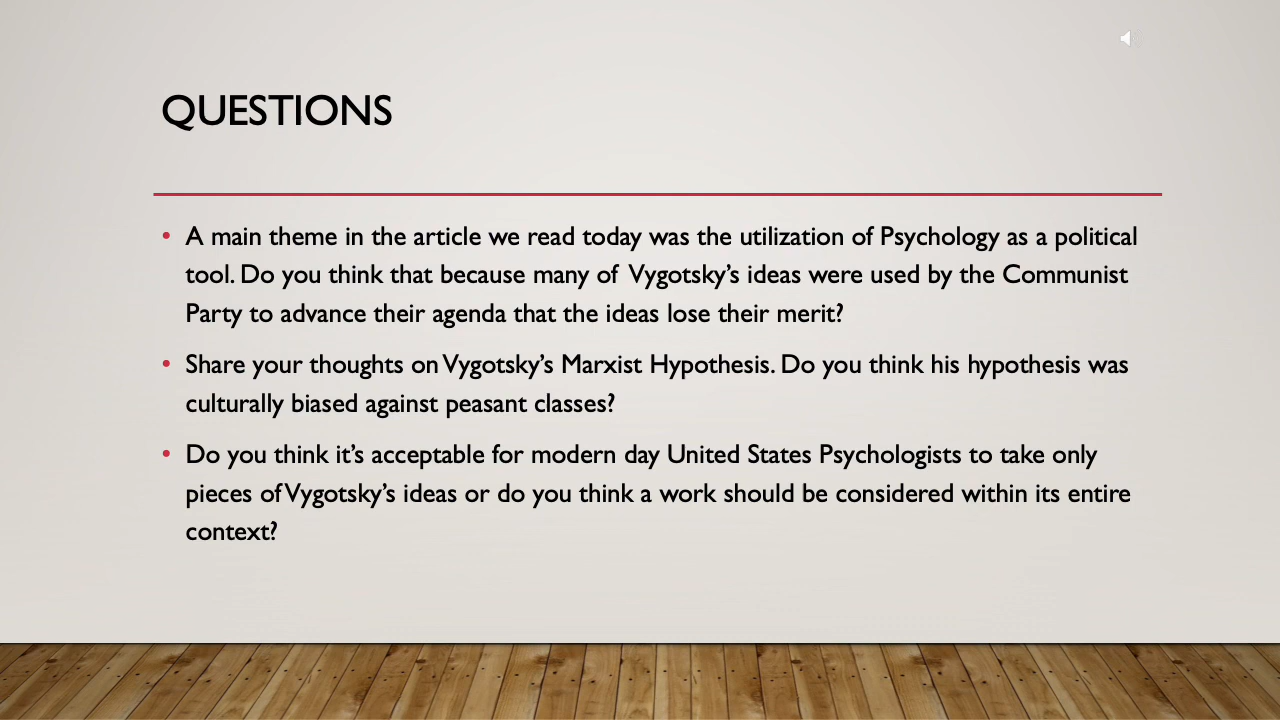 QUESTIONS
• A main theme in the article we read today was the utilization of Psychology as a political
tool. Do you think that because many of  Vygotsky’s ideas were used by the Communist
Party to advance their agenda that the ideas lose their merit?
• Share your thoughts on Vygotsky’s Marxist Hypothesis. Do you think his hypothesis was
culturally biased against peasant classes?
• Do you think it’s acceptable for modern day United States Psychologists to take only
pieces of Vygotsky’s ideas or do you think a work should be considered within its entire
context?